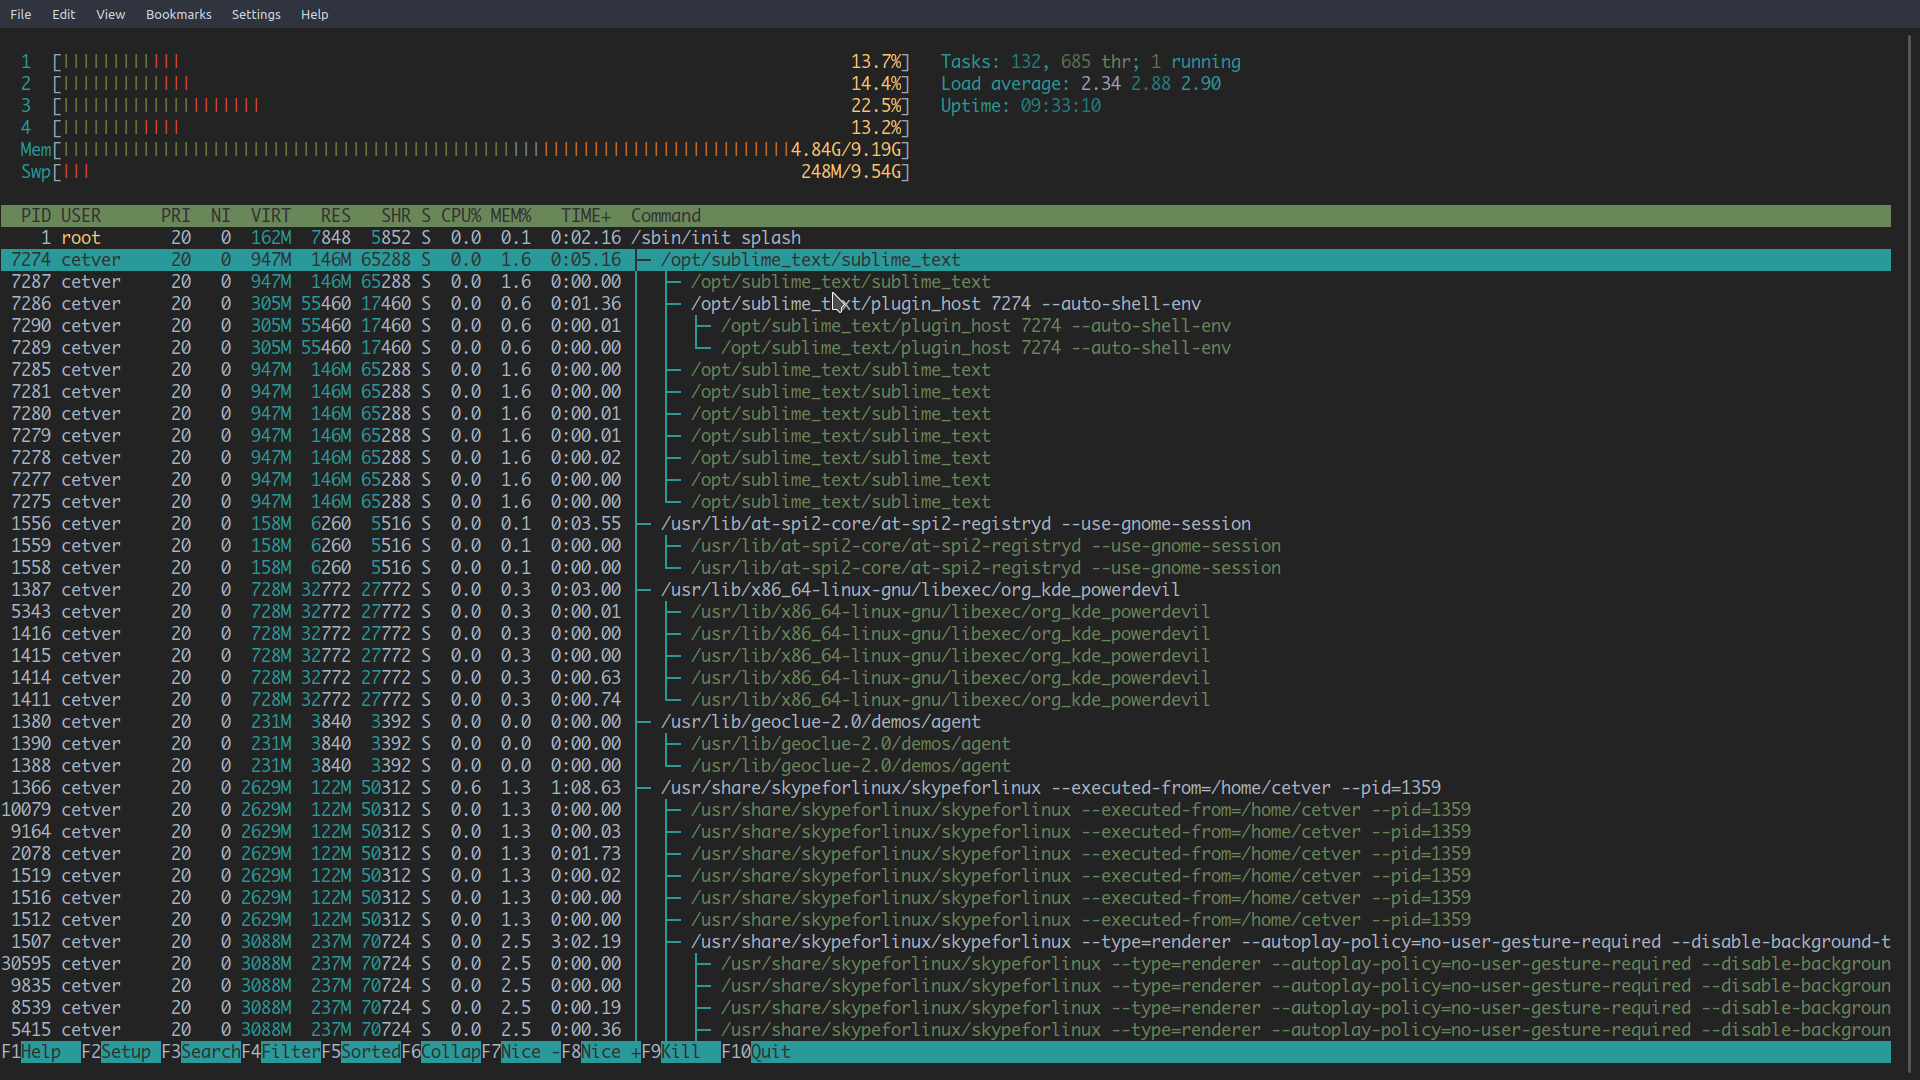 File Edit View Bookmarks Settings Help
1 [||||||||||||13.7%] Tasks: 132, 685 thr; 1 running
2 [|||||||||||||14.4%] Load average: 2.34 2.88 2.90
3 [||||||||||||||||||||22.5%] Uptime: 09:33:10
4 [||||||||||||13.2%]
Mem[|||||||||||||||||||||||||||||||||||||||||||||||||||||||||||||||||||||||||4.84G/9.19G]
Swp[|||248M/9.54G]
PID USER PRI NI VIRT RES SHR S CPU% MEM% TIME+ Command
1 root 20 0 162M 7848 5852 S 0.0 0.1 0:02.16 /sbin/init splash
7274 cetver 20 0 947M 146M 65288 S 0.0 1.6 0:05.16 /opt/sublime_text/sublime_text
7287 cetver 20 0 947M 146M 65288 S 0.0 1.6 0:00.00 /opt/sublime_text/sublime_text
7286 cetver 20 0 305M 55460 17460 S 0.0 0.6 0:01.36 /opt/sublime_text/plugin_host 7274 --auto-shell-env
7290 cetver 20 0 305M 55460 17460 S 0.0 0.6 0:00.01 /opt/sublime_text/plugin_host 7274 --auto-shell-env
7289 cetver 20 0 305M 55460 17460 S 0.0 0.6 0:00.00 /opt/sublime_text/plugin_host 7274 --auto-shell-env
7285 cetver 20 0 947M 146M 65288 S 0.0 1.6 0:00.00 /opt/sublime_text/sublime_text
7281 cetver 20 0 947M 146M 65288 S 0.0 1.6 0:00.00 /opt/sublime_text/sublime_text
7280 cetver 20 0 947M 146M 65288 S 0.0 1.6 0:00.01 /opt/sublime_text/sublime_text
7279 cetver 20 0 947M 146M 65288 S 0.0 1.6 0:00.01 /opt/sublime_text/sublime_text
7278 cetver 20 0 947M 146M 65288 S 0.0 1.6 0:00.02 /opt/sublime_text/sublime_text
7277 cetver 20 0 947M 146M 65288 S 0.0 1.6 0:00.00 /opt/sublime_text/sublime_text
7275 cetver 20 0 947M 146M 65288 S 0.0 1.6 0:00.00 /opt/sublime_text/sublime_text
1556 cetver 20 0 158M 6260 5516 S 0.0 0.1 0:03.55 /usr/lib/at-spi2-core/at-spi2-registryd --use-gnome-session
1559 cetver 20 0 158M 6260 5516 S 0.0 0.1 0:00.00 /usr/lib/at-spi2-core/at-spi2-registryd --use-gnome-session
1558 cetver 20 0 158M 6260 5516 S 0.0 0.1 0:00.00 /usr/lib/at-spi2-core/at-spi2-registryd --use-gnome-session
1387 cetver 20 0 728M 32772 27772 S 0.0 0.3 0:03.00 /usr/lib/x86_64-linux-gnu/libexec/org_kde_powerdevil
5343 cetver 20 0 728M 32772 27772 S 0.0 0.3 0:00.01 /usr/lib/x86_64-linux-gnu/libexec/org_kde_powerdevil
1416 cetver 20 0 728M 32772 27772 S 0.0 0.3 0:00.00 /usr/lib/x86_64-linux-gnu/libexec/org_kde_powerdevil
1415 cetver 20 0 728M 32772 27772 S 0.0 0.3 0:00.00 /usr/lib/x86_64-linux-gnu/libexec/org_kde_powerdevil
1414 cetver 20 0 728M 32772 27772 S 0.0 0.3 0:00.63 /usr/lib/x86_64-linux-gnu/libexec/org_kde_powerdevil
1411 cetver 20 0 728M 32772 27772 S 0.0 0.3 0:00.74 /usr/lib/x86_64-linux-gnu/libexec/org_kde_powerdevil
1380 cetver 20 0 231M 3840 3392 S 0.0 0.0 0:00.00 /usr/lib/geoclue-2.0/demos/agent
1390 cetver 20 0 231M 3840 3392 S 0.0 0.0 0:00.00 /usr/lib/geoclue-2.0/demos/agent
1388 cetver 20 0 231M 3840 3392 S 0.0 0.0 0:00.00 /usr/lib/geoclue-2.0/demos/agent
1366 cetver 20 0 2629M 122M 50312 S 0.6 1.3 1:08.63 /usr/share/skypeforlinux/skypeforlinux --executed-from=/home/cetver --pid=1359
10079 cetver 20 0 2629M 122M 50312 S 0.0 1.3 0:00.00 /usr/share/skypeforlinux/skypeforlinux --executed-from=/home/cetver --pid=1359
9164 cetver 20 0 2629M 122M 50312 S 0.0 1.3 0:00.03 /usr/share/skypeforlinux/skypeforlinux --executed-from=/home/cetver --pid=1359
2078 cetver 20 0 2629M 122M 50312 S 0.0 1.3 0:01.73 /usr/share/skypeforlinux/skypeforlinux --executed-from=/home/cetver --pid=1359
1519 cetver 20 0 2629M 122M 50312 S 0.0 1.3 0:00.02 /usr/share/skypeforlinux/skypeforlinux --executed-from=/home/cetver --pid=1359
1516 cetver 20 0 2629M 122M 50312 S 0.0 1.3 0:00.00 /usr/share/skypeforlinux/skypeforlinux --executed-from=/home/cetver --pid=1359
1512 cetver 20 0 2629M 122M 50312 S 0.0 1.3 0:00.00 /usr/share/skypeforlinux/skypeforlinux --executed-from=/home/cetver --pid=1359
1507 cetver 20 0 3088M 237M 70724 S 0.0 2.5 3:02.19 /usr/share/skypeforlinux/skypeforlinux --type=renderer --autoplay-policy=no-user-gesture-required --disable-background-t
30595 cetver 20 0 3088M 237M 70724 S 0.0 2.5 0:00.00 /usr/share/skypeforlinux/skypeforlinux --type=renderer --autoplay-policy=no-user-gesture-required --disable-backgroun
9835 cetver 20 0 3088M 237M 70724 S 0.0 2.5 0:00.00 /usr/share/skypeforlinux/skypeforlinux --type=renderer --autoplay-policy=no-user-gesture-required --disable-backgroun
8539 cetver 20 0 3088M 237M 70724 S 0.0 2.5 0:00.19 /usr/share/skypeforlinux/skypeforlinux --type=renderer --autoplay-policy=no-user-gesture-required --disable-backgroun
5415 cetver 20 0 3088M 237M 70724 S 0.0 2.5 0:00.36 /usr/share/skypeforlinux/skypeforlinux --type=renderer --autoplay-policy=no-user-gesture-required --disable-backgroun
F1Help F2Setup F3SearchF4FilterF5SortedF6CollapF7Nice -F8Nice +F9Kill F10Quit